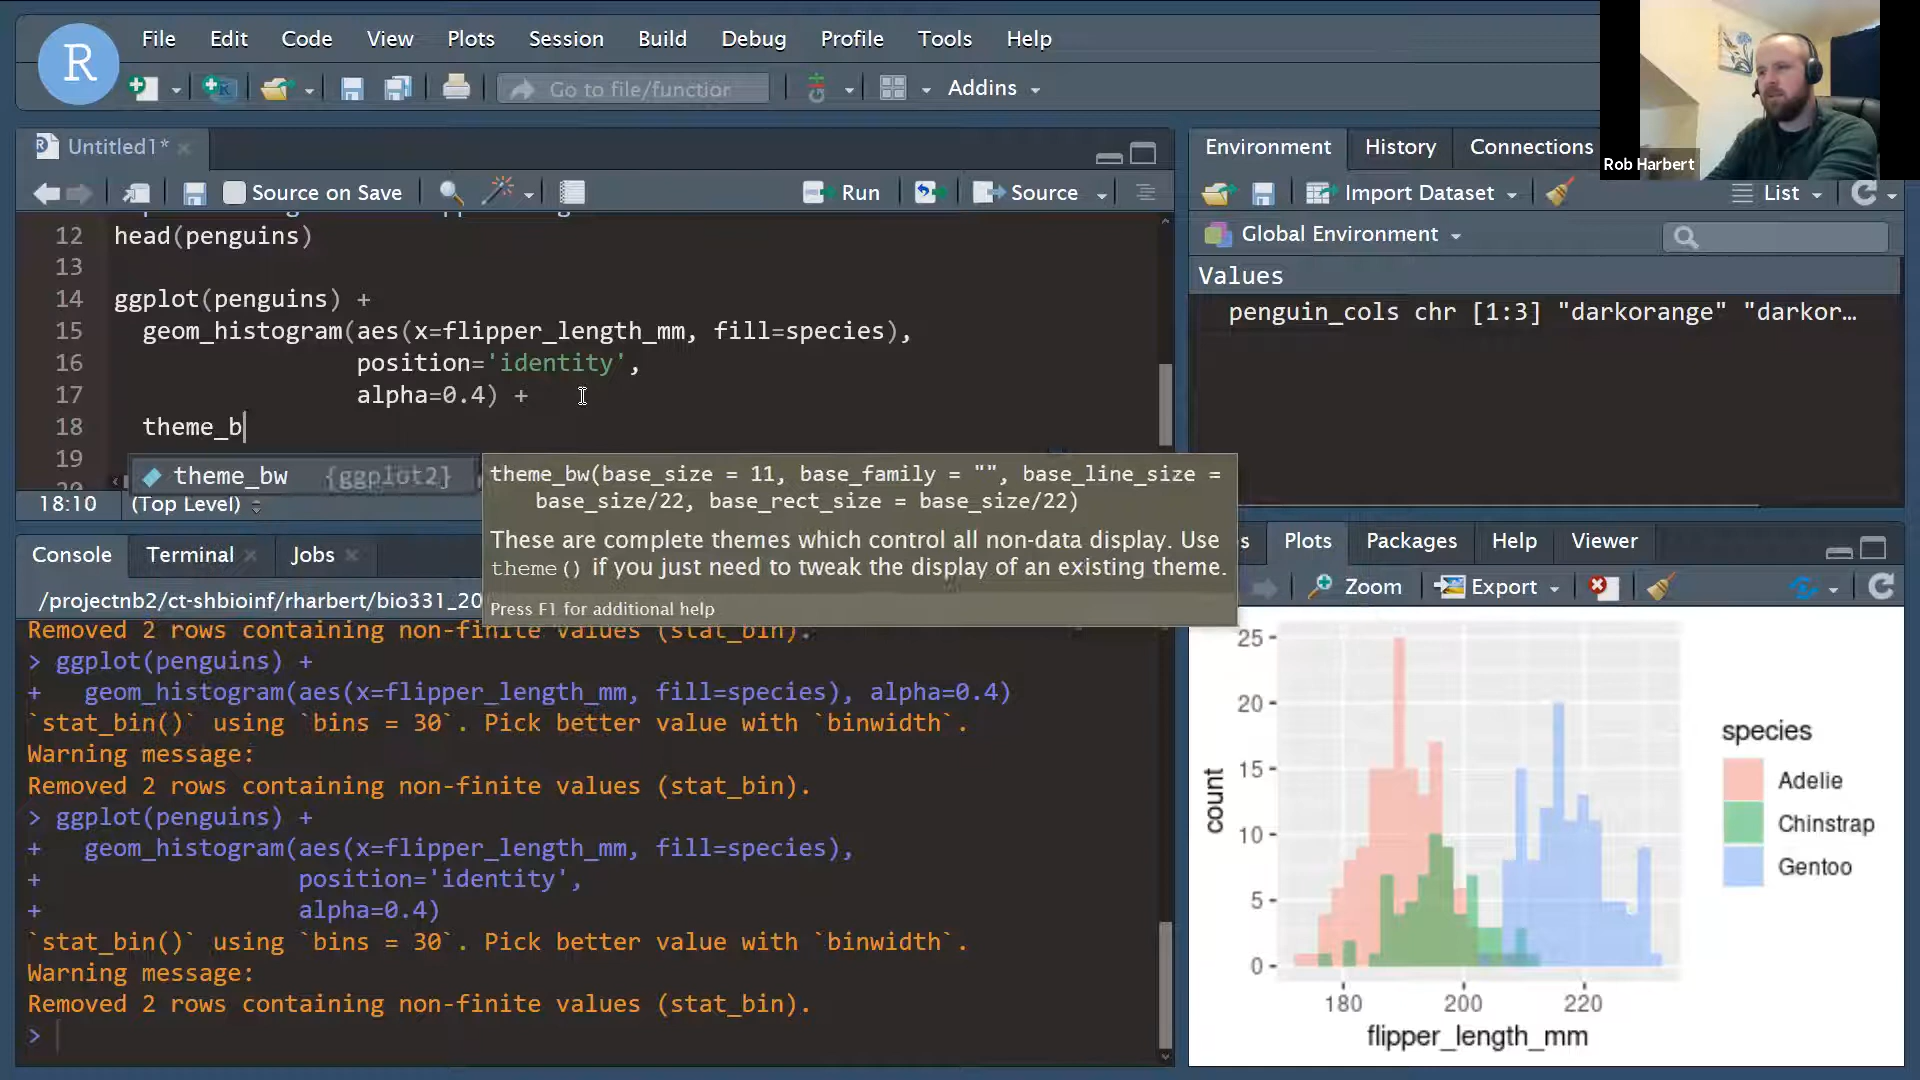 R
File Edit Code View Plots Session Build Debug Profile Tools Help
Go to file/function
Addins
Rob Harbert
Untitled1*
Source on Save
Run
Source
12 head(penguins)
13
14 ggplot(penguins) +
15 geom_histogram(aes(x=flipper_length_mm, fill=species),
16 position='identity',
17 alpha=0.4) +
18 theme_b
19
theme_bw {ggplot2}
theme_bw(base_size = 11, base_family = "", base_line_size =
base_size/22, base_rect_size = base_size/22)
These are complete themes which control all non-data display. Use
theme() if you just need to tweak the display of an existing theme.
Press F1 for additional help
18:10 (Top Level)
Console Terminal Jobs
/projectnb2/ct-shbioinf/rharbert/bio331_20
Removed 2 rows containing non-finite values (stat_bin).
> ggplot(penguins) +
+ geom_histogram(aes(x=flipper_length_mm, fill=species), alpha=0.4)
`stat_bin()` using `bins = 30`. Pick better value with `binwidth`.
Warning message:
Removed 2 rows containing non-finite values (stat_bin).
> ggplot(penguins) +
+ geom_histogram(aes(x=flipper_length_mm, fill=species),
+ position='identity',
+ alpha=0.4)
`stat_bin()` using `bins = 30`. Pick better value with `binwidth`.
Warning message:
Removed 2 rows containing non-finite values (stat_bin).
>
Environment History Connections
Import Dataset
List
Global Environment
Values
penguin_cols chr [1:3] "darkorange" "darkor…
Plots Packages Help Viewer
Zoom Export
25
20
15
10
5
0
count
180 200 220
flipper_length_mm
species
Adelie
Chinstrap
Gentoo